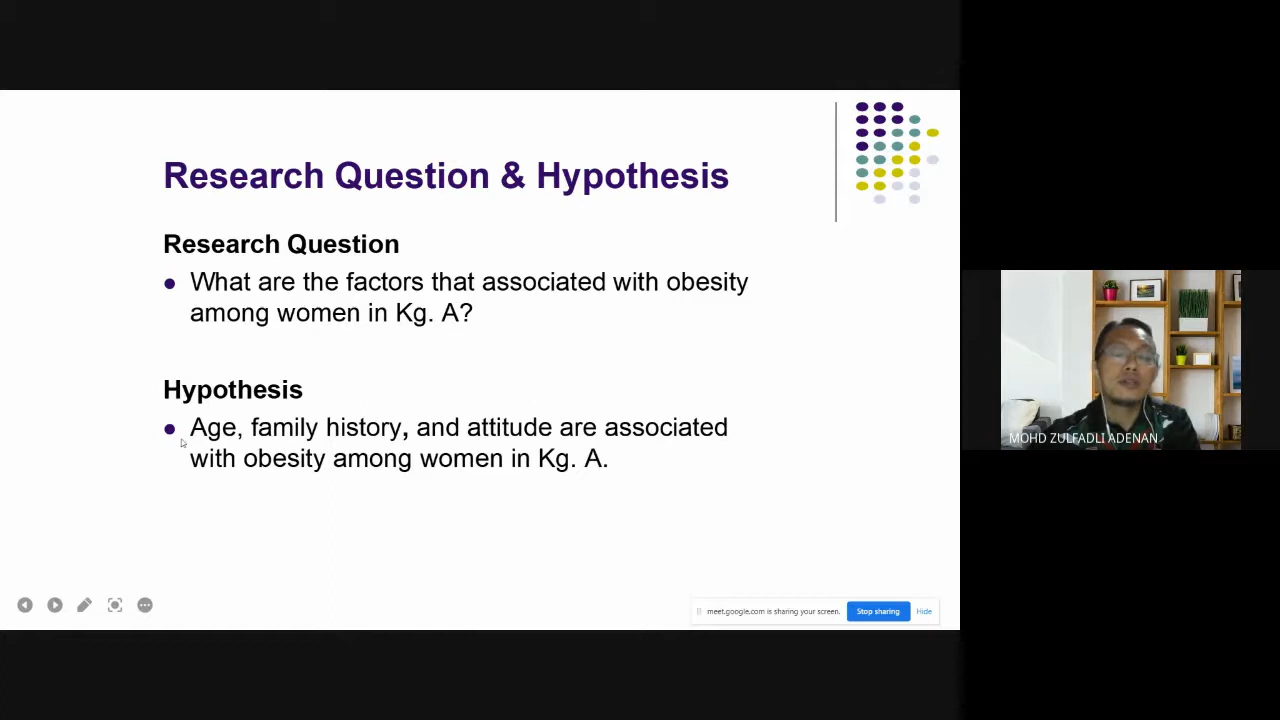 Research Question & Hypothesis
Research Question
What are the factors that associated with obesity
among women in Kg. A?
Hypothesis
Age, family history, and attitude are associated
with obesity among women in Kg. A.
meet.google.com is sharing your screen.
Stop sharing
Hide
MOHD ZULFADLI ADENAN